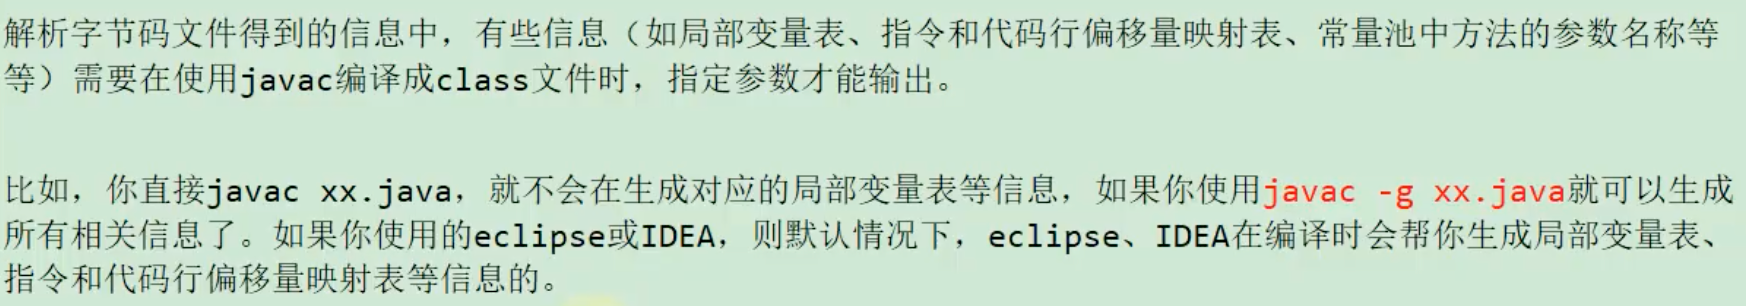 解析字节码文件得到的信息中，有些信息（如局部变量表、指令和代码行偏移量映射表、常量池中方法的参数名称等
等）需要在使用javac编译成class文件时，指定参数才能输出。
比如，你直接javac xx.java，就不会在生成对应的局部变量表等信息，如果你使用javac -g xx.java就可以生成
所有相关信息了。如果你使用的eclipse或IDEA，则默认情况下，eclipse、IDEA在编译时会帮你生成局部变量表、
指令和代码行偏移量映射表等信息的。